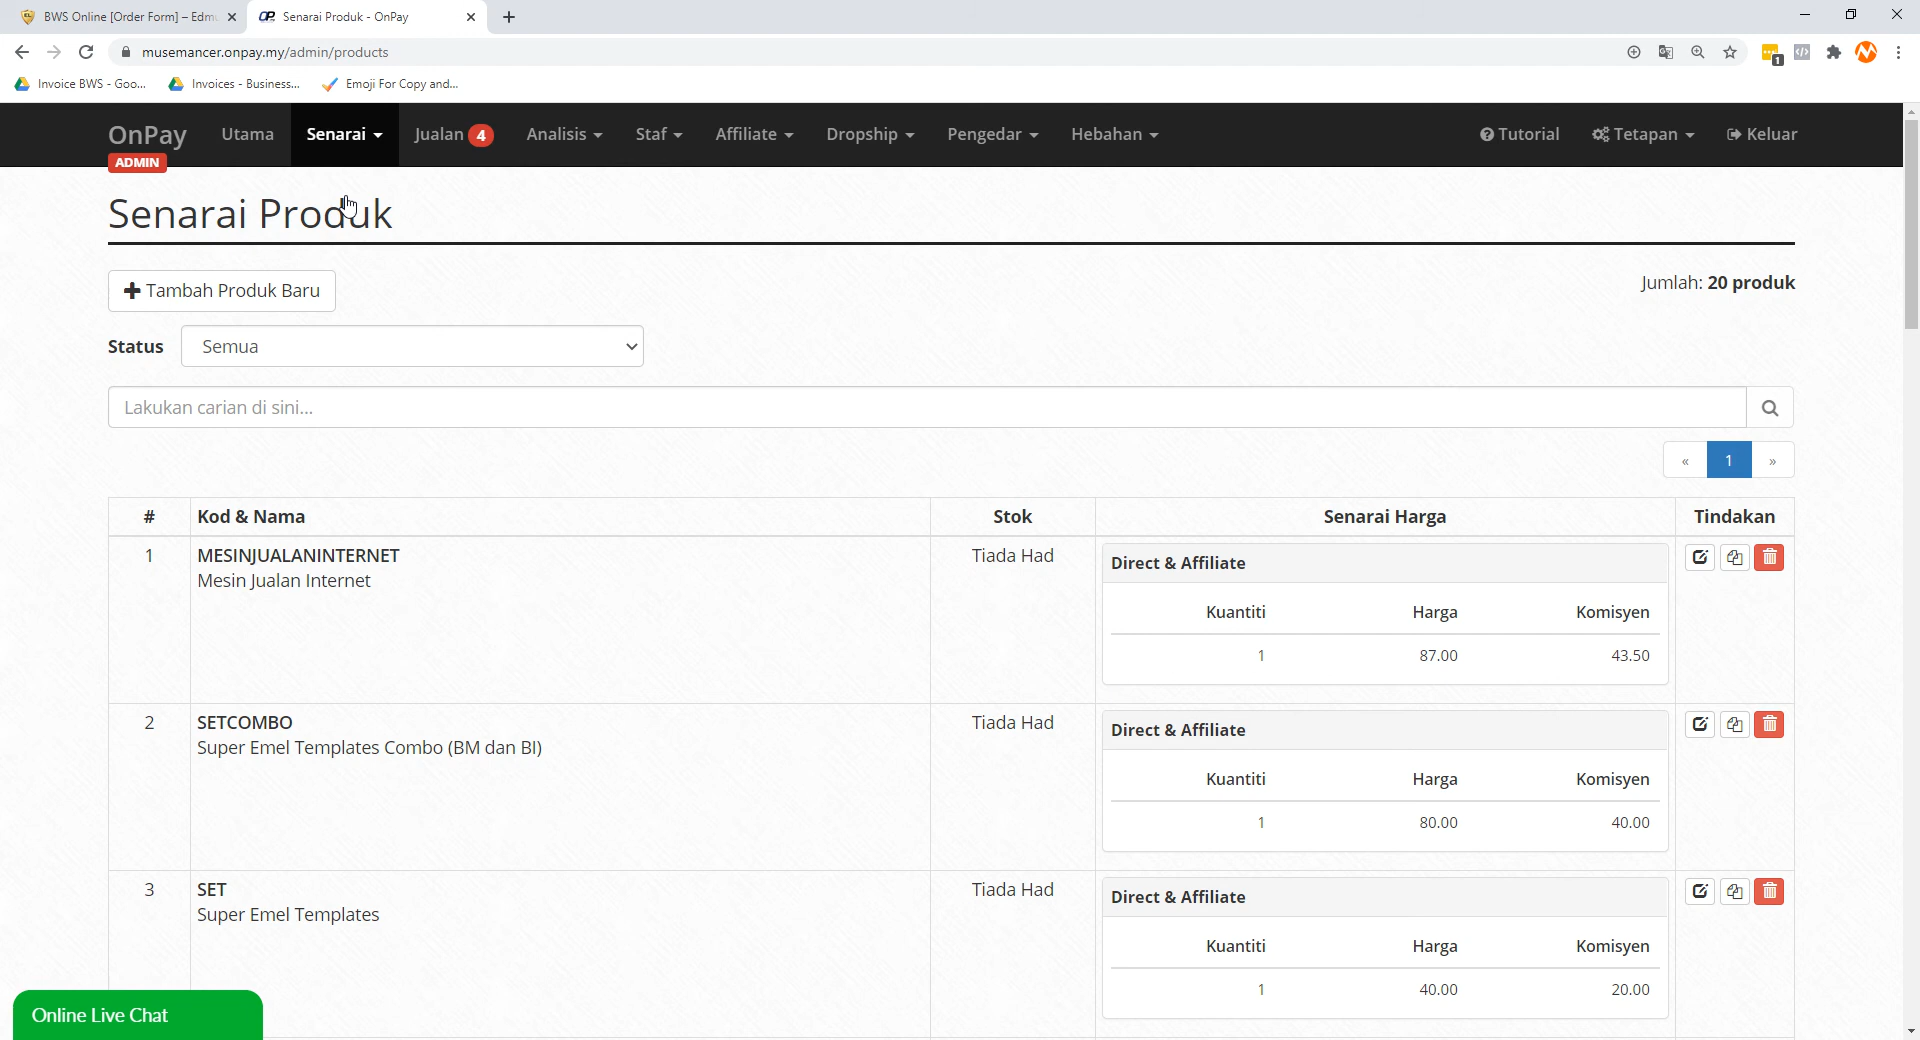 BWS Online [Order Form] – Edm
Senarai Produk - OnPay
musemancer.onpay.my/admin/products
1
Invoice BWS - Goo...
Invoices - Business...
Emoji For Copy and...
OnPay
ADMIN
Utama
Senarai
Jualan 4
Analisis
Staf
Affiliate
Dropship
Pengedar
Hebahan
Tutorial
Tetapan
Keluar
Senarai Produk
Tambah Produk Baru
Jumlah: 20 produk
Status Semua
Lakukan carian di sini...
« 1 »
# Kod & Nama Stok Senarai Harga Tindakan
1 MESINJUALANINTERNET Tiada Had
Mesin Jualan Internet
Direct & Affiliate
Kuantiti Harga Komisyen
1 87.00 43.50
2 SETCOMBO Tiada Had
Super Emel Templates Combo (BM dan BI)
Direct & Affiliate
Kuantiti Harga Komisyen
1 80.00 40.00
3 SET Tiada Had
Super Emel Templates
Direct & Affiliate
Kuantiti Harga Komisyen
1 40.00 20.00
Online Live Chat